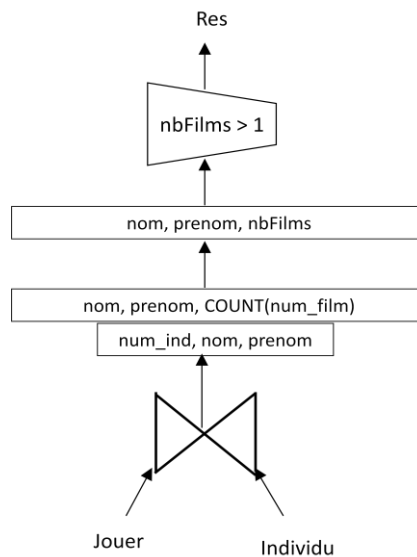 Res
nbFilms > 1
nom, prenom, nbFilms
nom, prenom, COUNT(num_film)
num_ind, nom, prenom
Jouer
Individu